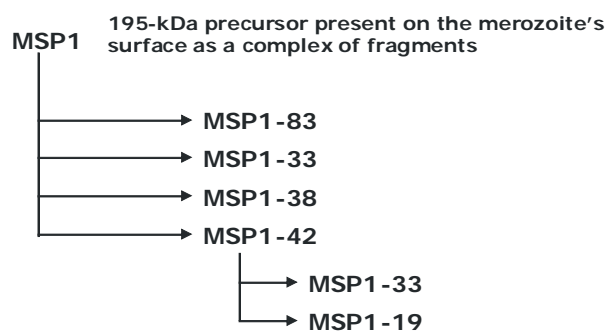 MSP1
195-kDa precursor present on the merozoite's
surface as a complex of fragments
MSP1-83
MSP1-33
MSP1-38
MSP1-42
MSP1-33
MSP1-19